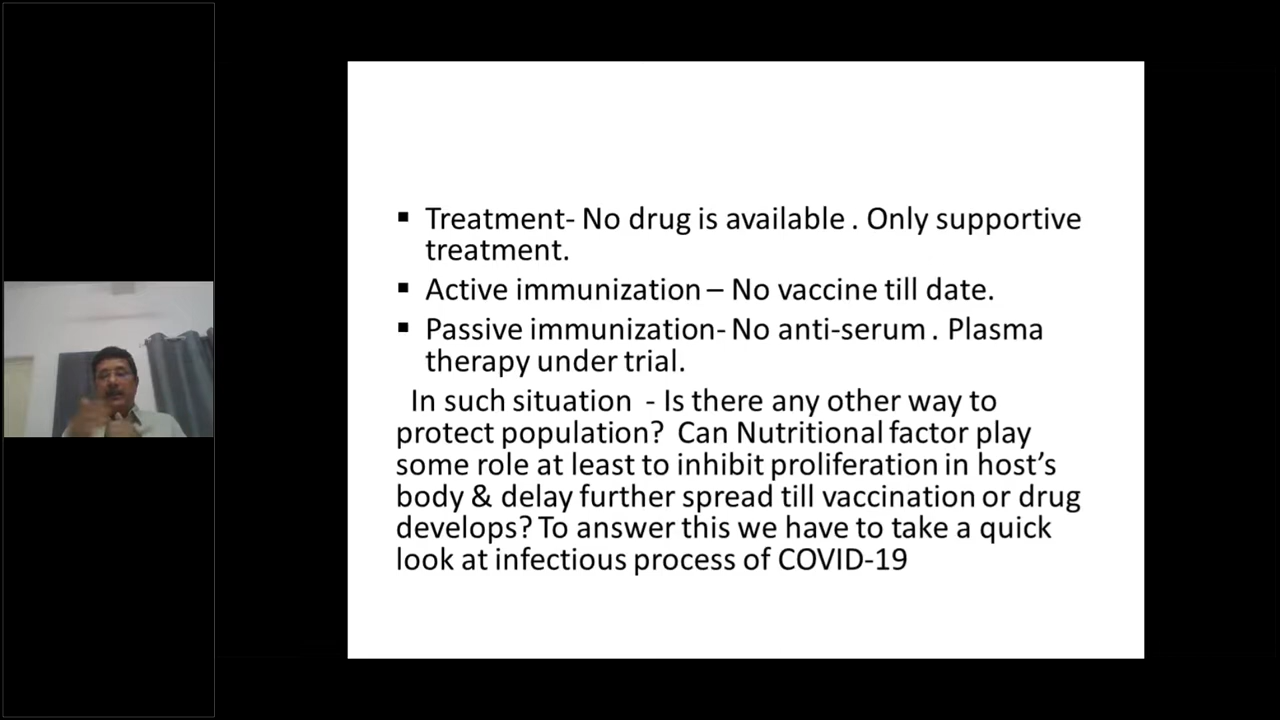 ▪ Treatment- No drug is available . Only supportive
treatment.
▪ Active immunization – No vaccine till date.
▪ Passive immunization- No anti-serum . Plasma
therapy under trial.
In such situation - Is there any other way to
protect population? Can Nutritional factor play
some role at least to inhibit proliferation in host’s
body & delay further spread till vaccination or drug
develops? To answer this we have to take a quick
look at infectious process of COVID-19